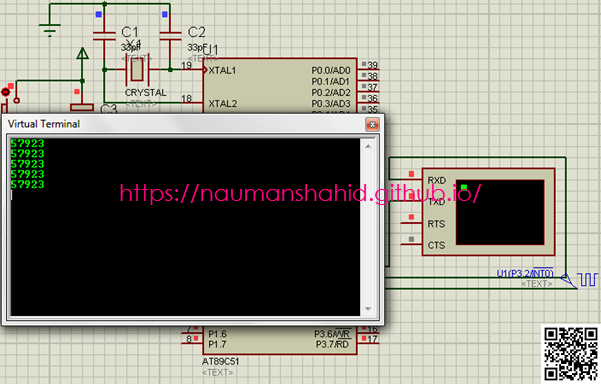 C1
C2
33pF
X1
33pF
<TEXT>
<TEXT>
U1
19
XTAL1
P0.0/AD0
39
P0.1/AD1
38
CRYSTAL
P0.2/AD2
37
18
XTAL2
P0.3/AD3
36
35
C3
Virtual Terminal
57923
57923
57923
57923
57923
https://naumanshahid.github.io/
RXD
TXD
RTS
CTS
U1(P3.2/INT0)
<TEXT>
7
P1.6
P3.6/WR
16
8
P1.7
P3.7/RD
17
AT89C51
<TEXT>